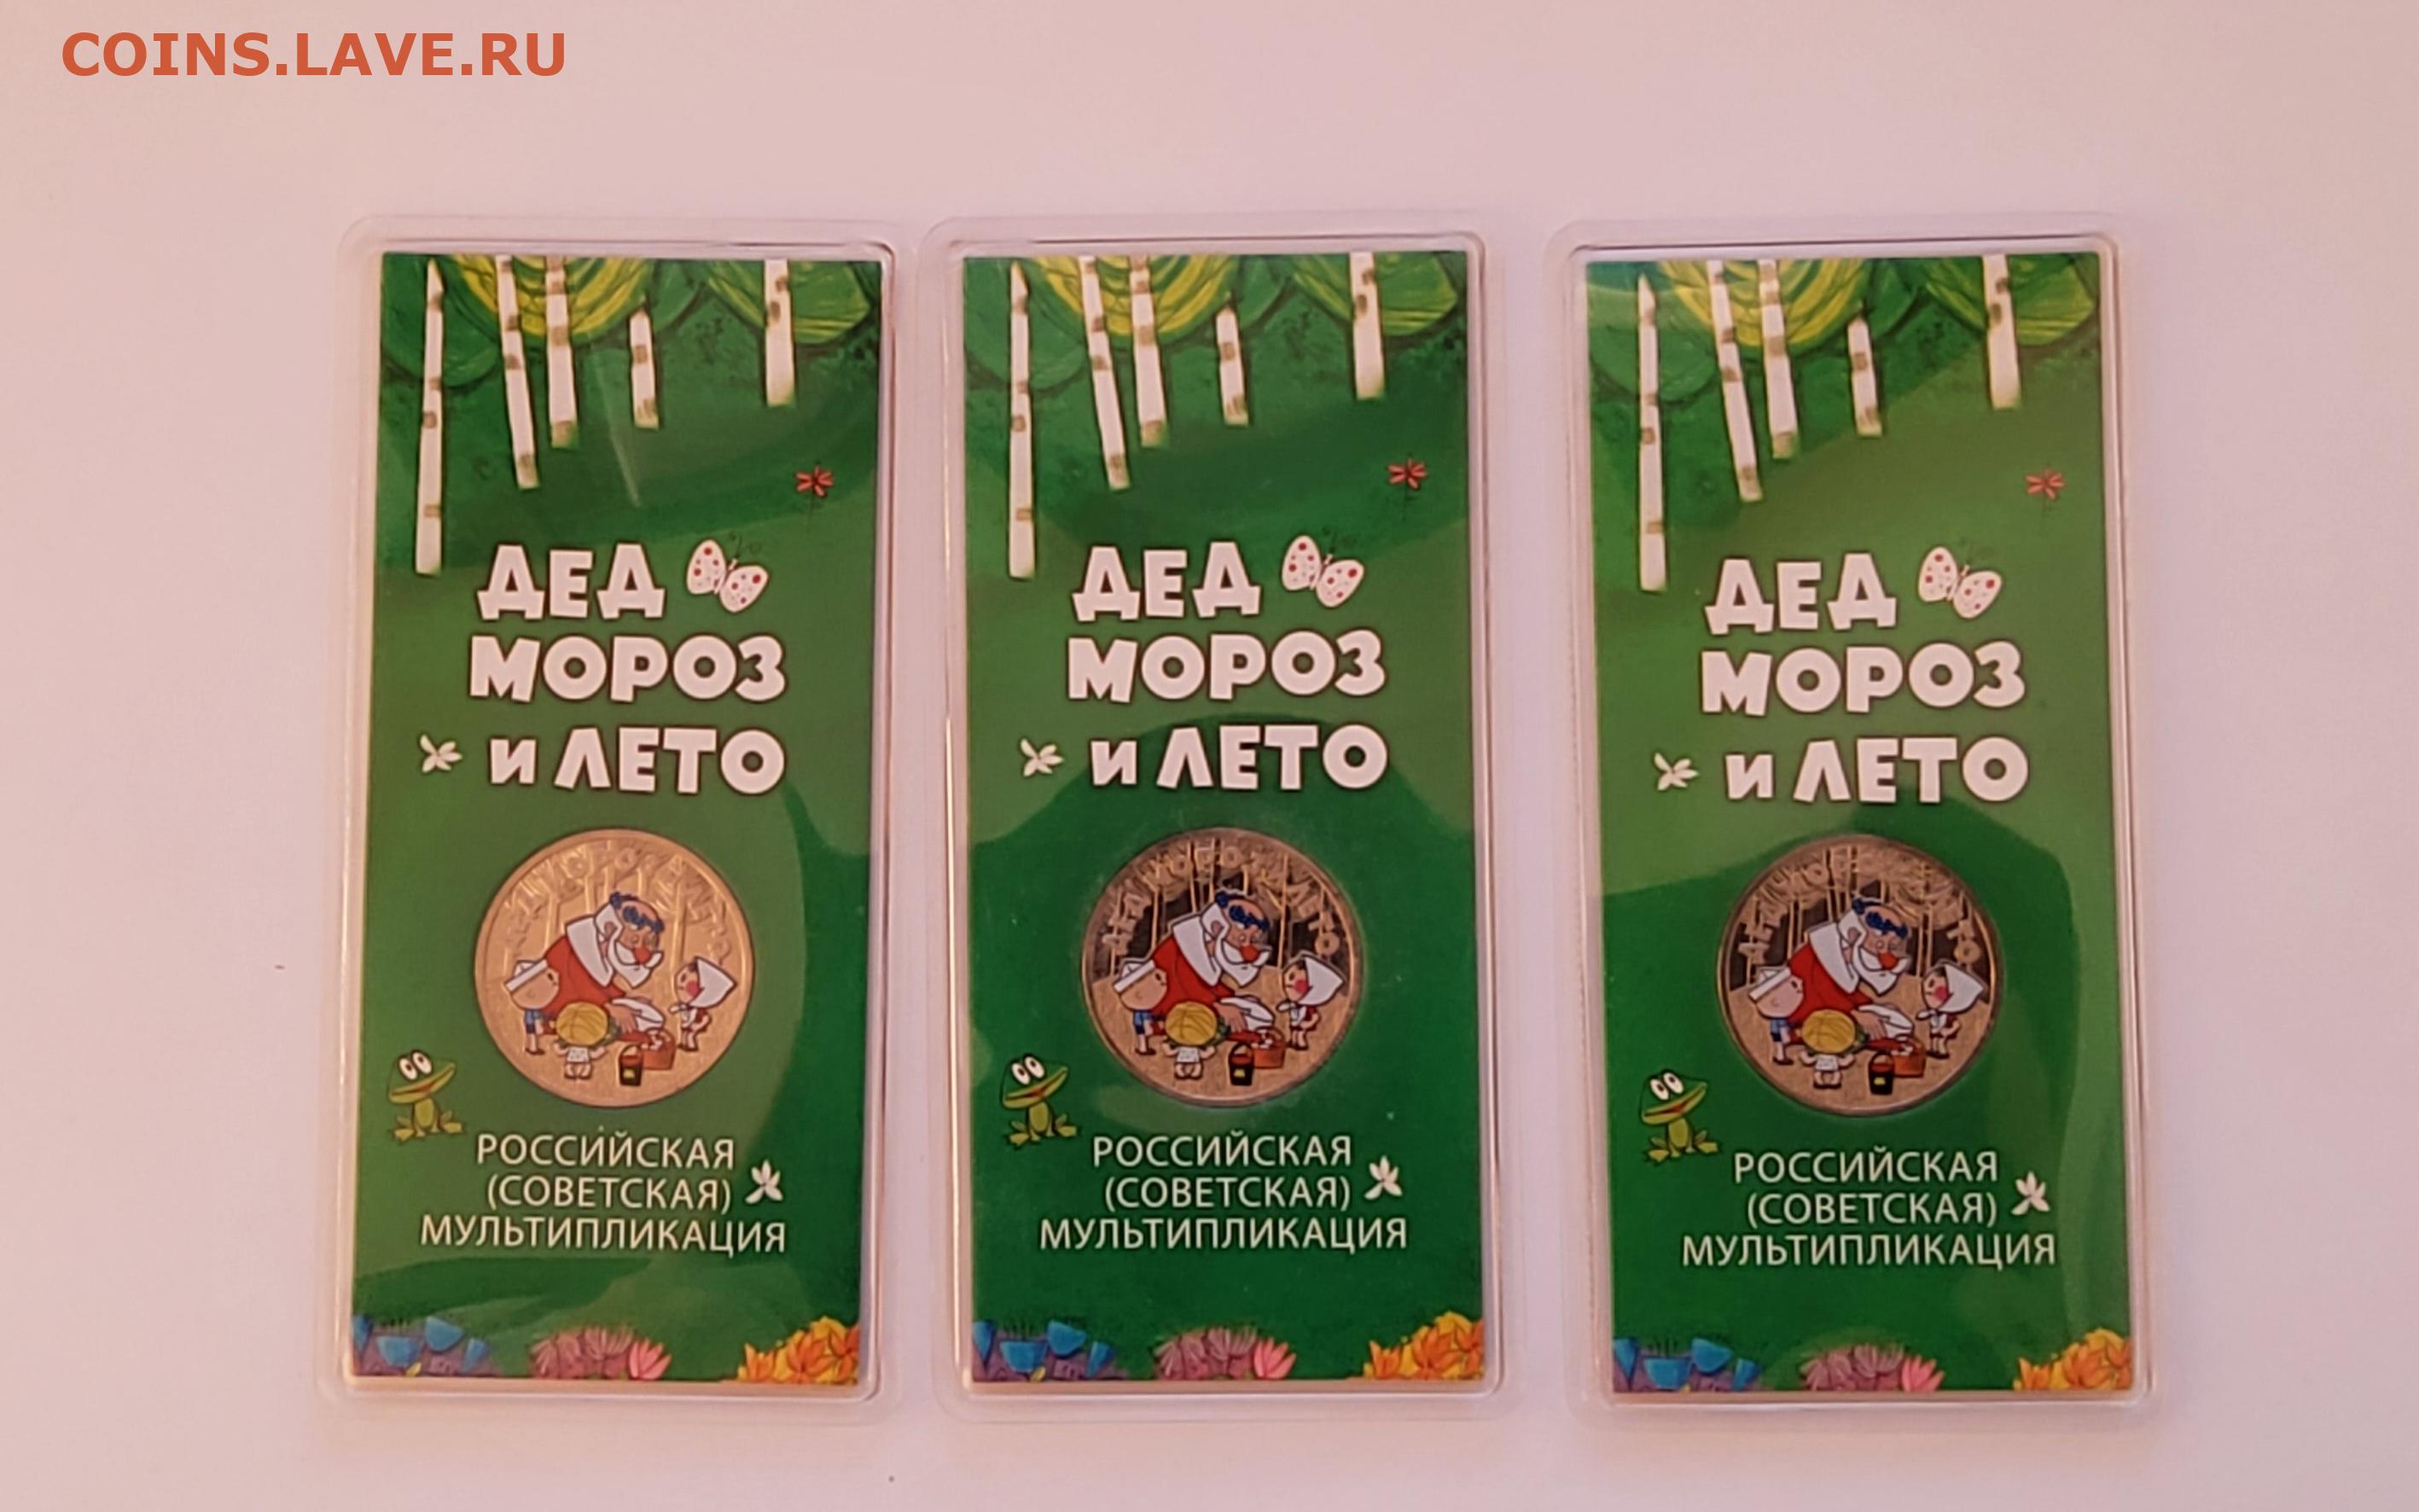 COINS.LAVE.RU
ДЕД
МОРОЗ
и ЛЕТО
РОССИЙСКАЯ
(СОВЕТСКАЯ)
МУЛЬТИПЛИКАЦИЯ
ДЕД
МОРОЗ
и ЛЕТО
РОССИЙСКАЯ
(СОВЕТСКАЯ)
МУЛЬТИПЛИКАЦИЯ
ДЕД
МОРОЗ
и ЛЕТО
РОССИЙСКАЯ
(СОВЕТСКАЯ)
МУЛЬТИПЛИКАЦИЯ